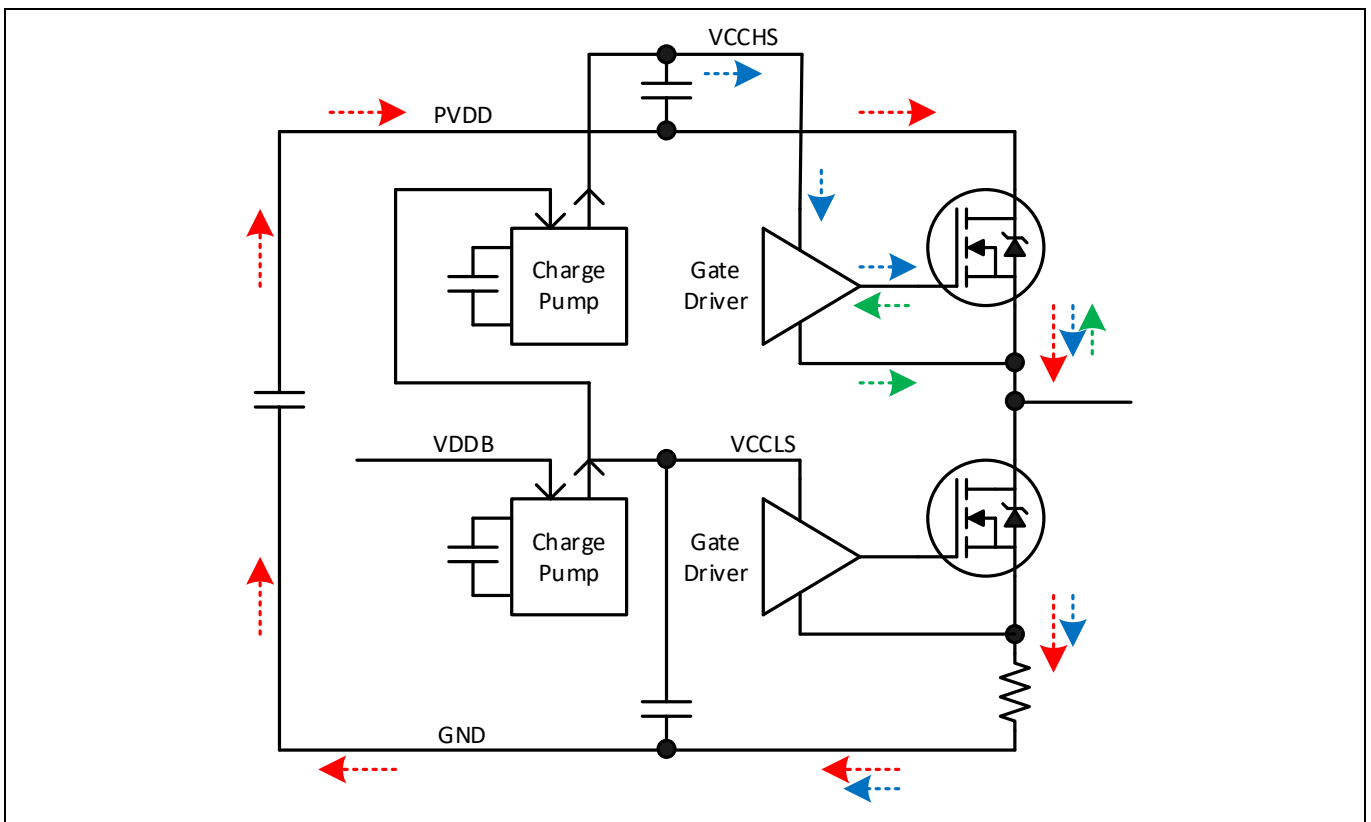 VCCHS
PVDD
Charge
Pump
Gate
Driver
VDDB
VCCLS
Charge
Pump
Gate
Driver
GND